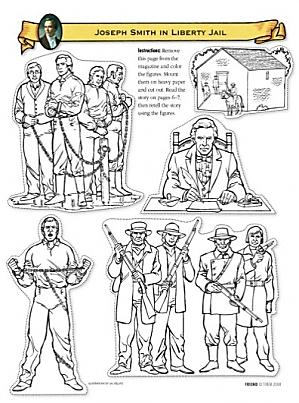 JOSEPH SMITH IN LIBERTY JAIL
Instructions: Remove
this page from the
magazine and color
the figures. Mount
them on heavy paper
and cut out. Read the
story on pages 6–7,
then retell the story
using the figures.
FRIEND OCTOBER 2008